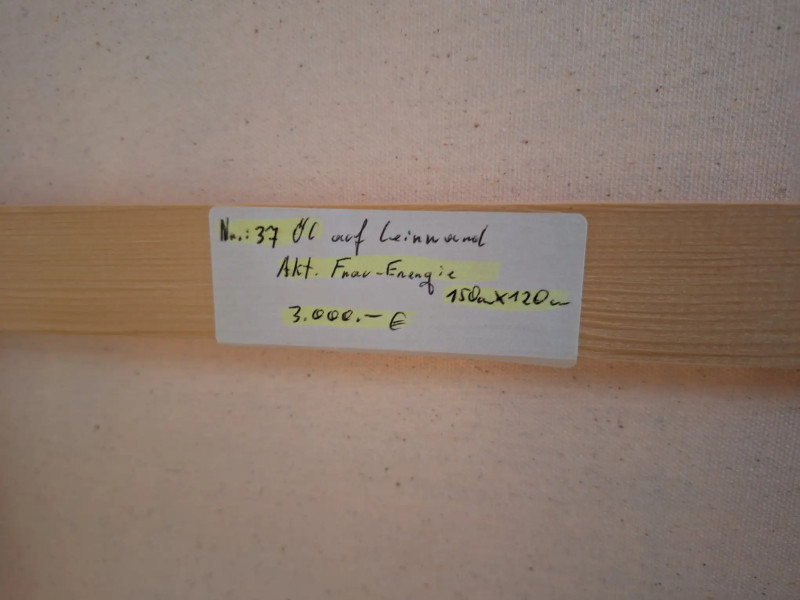 Nr.: 37 Öl auf Leinwand
Akt. Frau-Energie
150cm x 120cm
3.000.- €